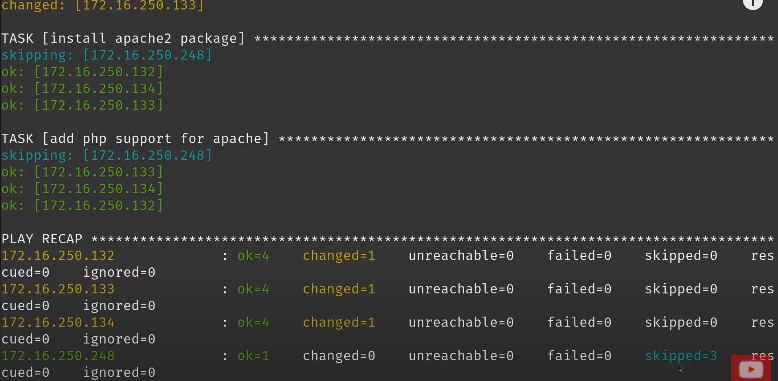 changed: [172.16.250.133]
TASK [install apache2 package] ****************************************************************
skipping: [172.16.250.248]
ok: [172.16.250.132]
ok: [172.16.250.134]
ok: [172.16.250.133]
TASK [add php support for apache] *************************************************************
skipping: [172.16.250.248]
ok: [172.16.250.133]
ok: [172.16.250.134]
ok: [172.16.250.132]
PLAY RECAP ************************************************************************************
172.16.250.132             : ok=4    changed=1    unreachable=0    failed=0    skipped=0    res
cued=0    ignored=0
172.16.250.133             : ok=4    changed=1    unreachable=0    failed=0    skipped=0    res
cued=0    ignored=0
172.16.250.134             : ok=4    changed=1    unreachable=0    failed=0    skipped=0    res
cued=0    ignored=0
172.16.250.248             : ok=1    changed=0    unreachable=0    failed=0    skipped=3    res
cued=0    ignored=0